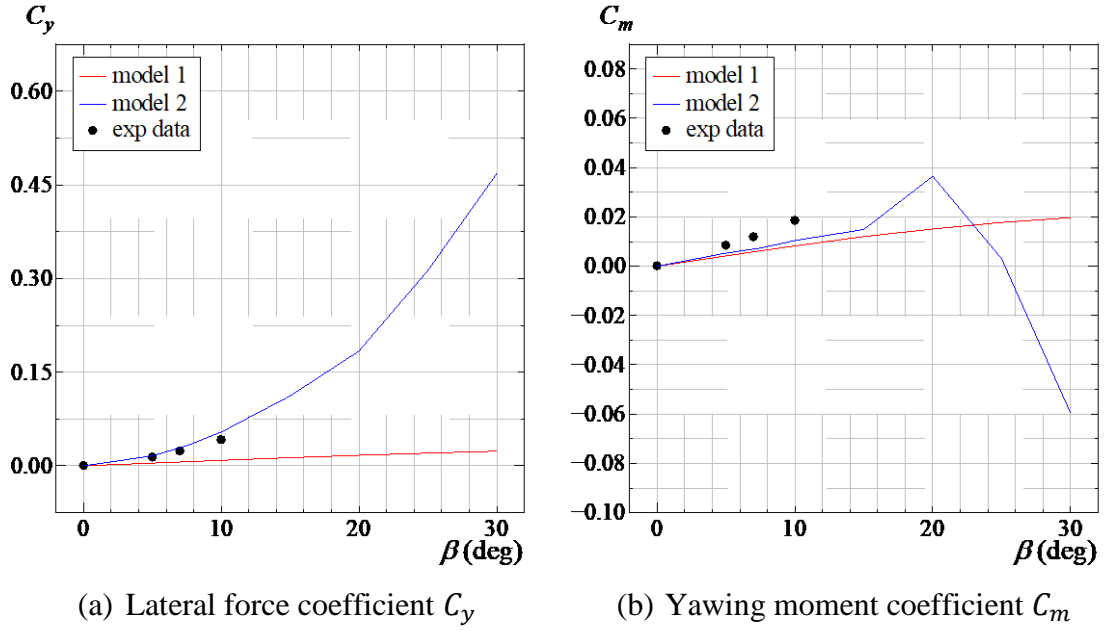 C_y
model 1
model 2
exp data
0.60
0.45
0.30
0.15
0.00
0
10
20
30
β (deg)
(a) Lateral force coefficient C_y
C_m
model 1
model 2
exp data
0.08
0.06
0.04
0.02
0.00
−0.02
−0.04
−0.06
−0.08
−0.10
0
10
20
30
β (deg)
(b) Yawing moment coefficient C_m